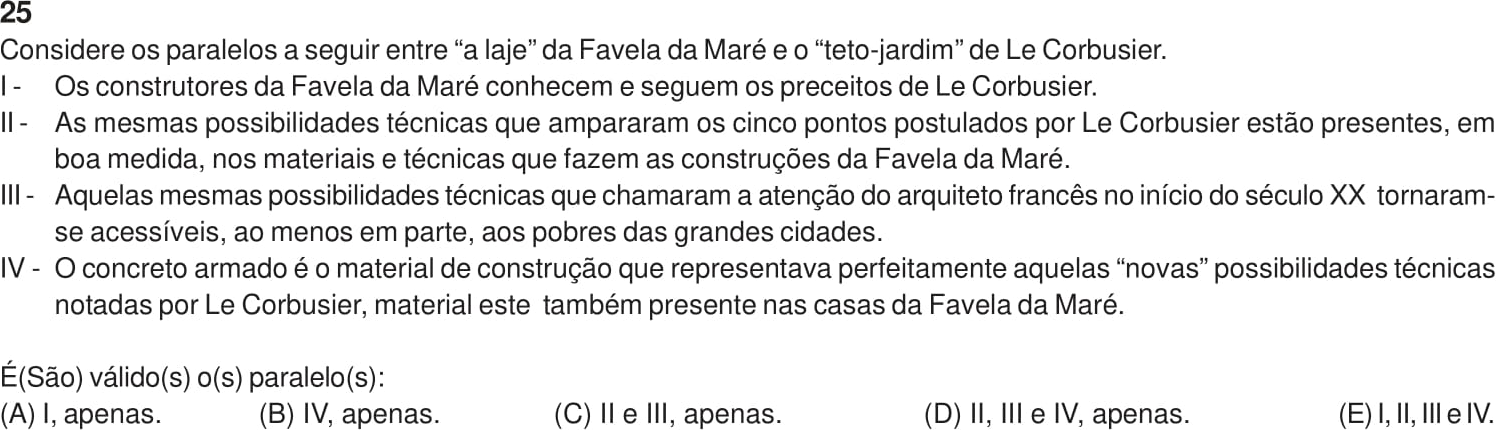 25
Considere os paralelos a seguir entre “a laje” da Favela da Maré e o “teto-jardim” de Le Corbusier.
I - Os construtores da Favela da Maré conhecem e seguem os preceitos de Le Corbusier.
II - As mesmas possibilidades técnicas que ampararam os cinco pontos postulados por Le Corbusier estão presentes, em
boa medida, nos materiais e técnicas que fazem as construções da Favela da Maré.
III - Aquelas mesmas possibilidades técnicas que chamaram a atenção do arquiteto francês no início do século XX tornaram-
se acessíveis, ao menos em parte, aos pobres das grandes cidades.
IV - O concreto armado é o material de construção que representava perfeitamente aquelas “novas” possibilidades técnicas
notadas por Le Corbusier, material este também presente nas casas da Favela da Maré.
É(São) válido(s) o(s) paralelo(s):
(A) I, apenas. (B) IV, apenas. (C) II e III, apenas. (D) II, III e IV, apenas. (E) I, II, III e IV.